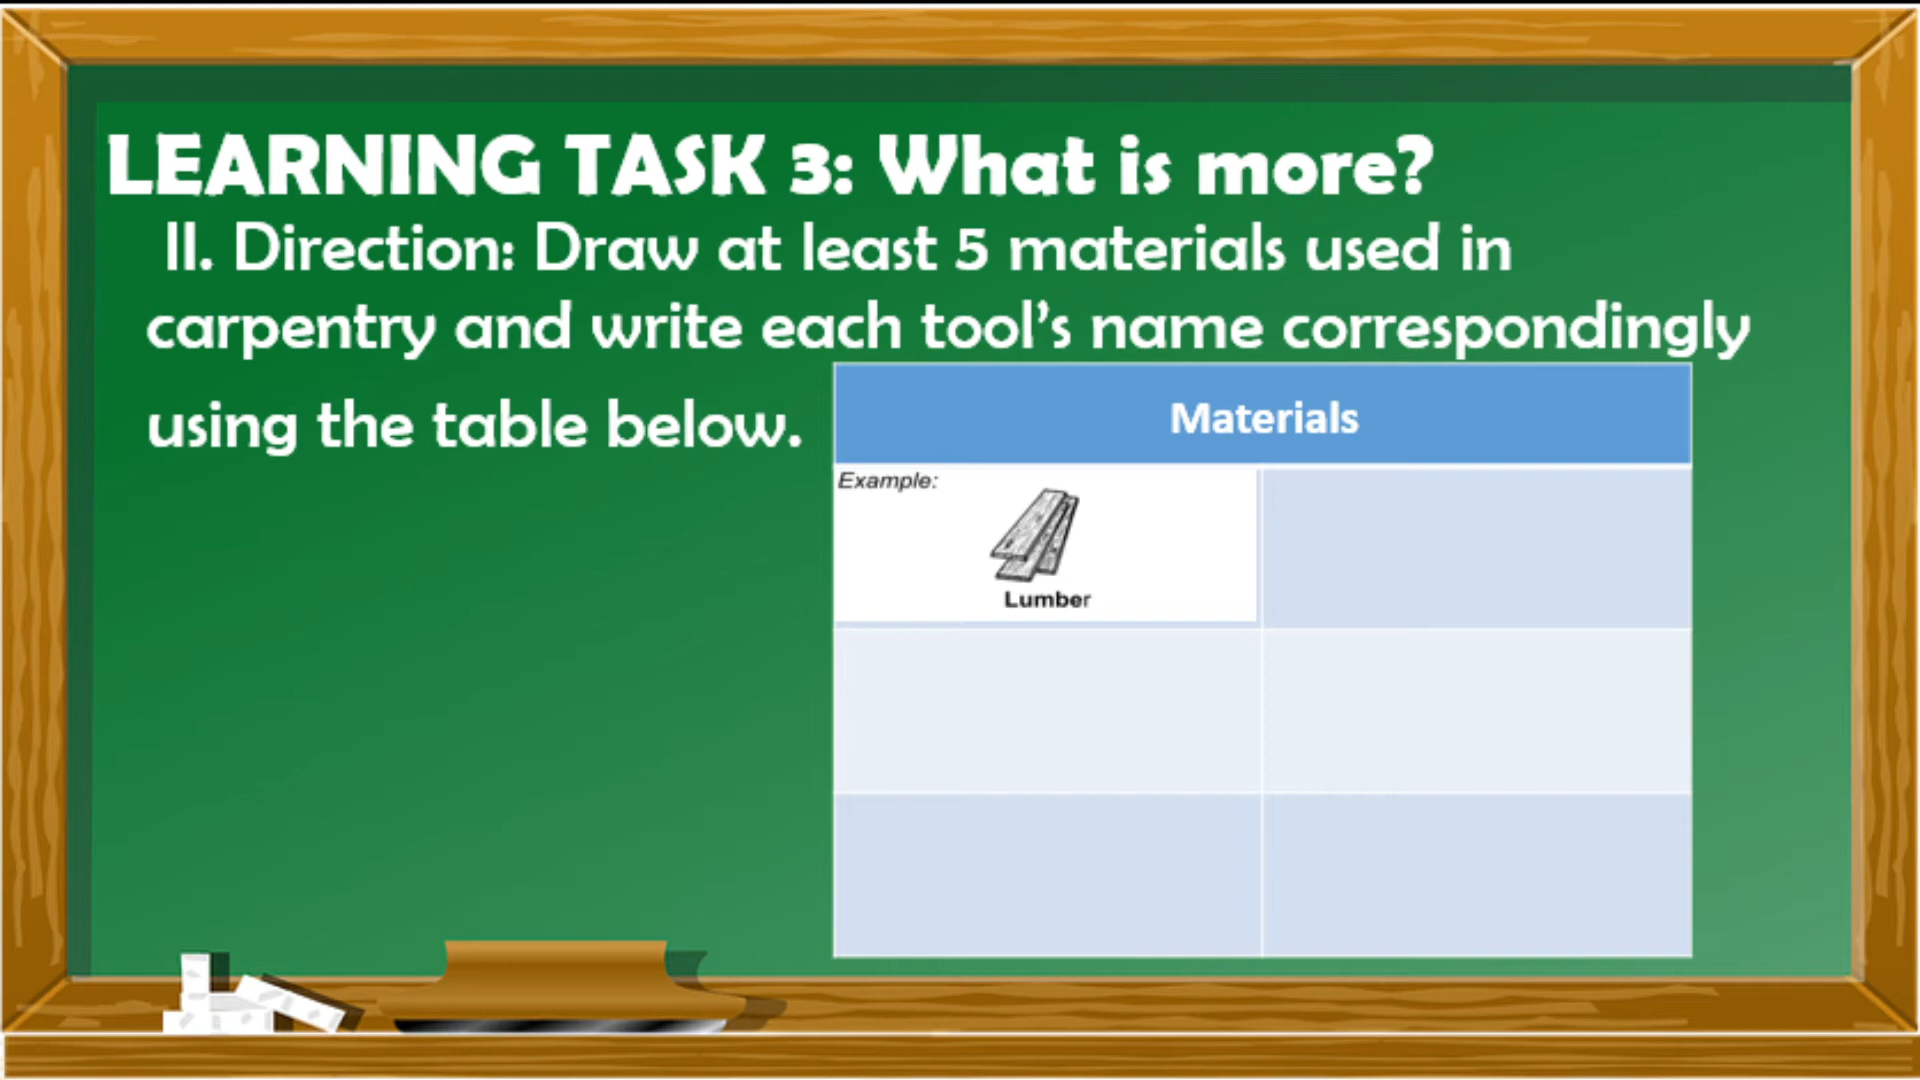 LEARNING TASK 3: What is more?
II. Direction: Draw at least 5 materials used in
carpentry and write each tool's name correspondingly
using the table below.
Materials
Example:
Lumber